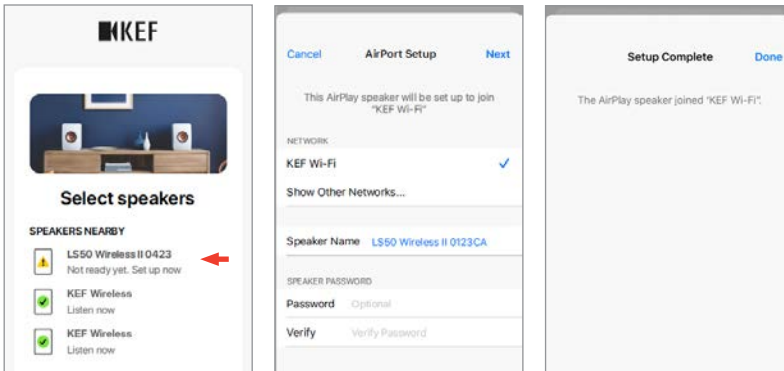 KEF
Select speakers
SPEAKERS NEARBY
LS50 Wireless II 0423
Not ready yet. Set up now
KEF Wireless
Listen now
KEF Wireless
Listen now
Cancel AirPort Setup Next
This AirPlay speaker will be set up to join
"KEF Wi-Fi"
NETWORK
KEF Wi-Fi
Show Other Networks...
Speaker Name LS50 Wireless II 0123CA
SPEAKER PASSWORD
Password Optional
Verify Verify Password
Setup Complete Done
The AirPlay speaker joined "KEF Wi-Fi".